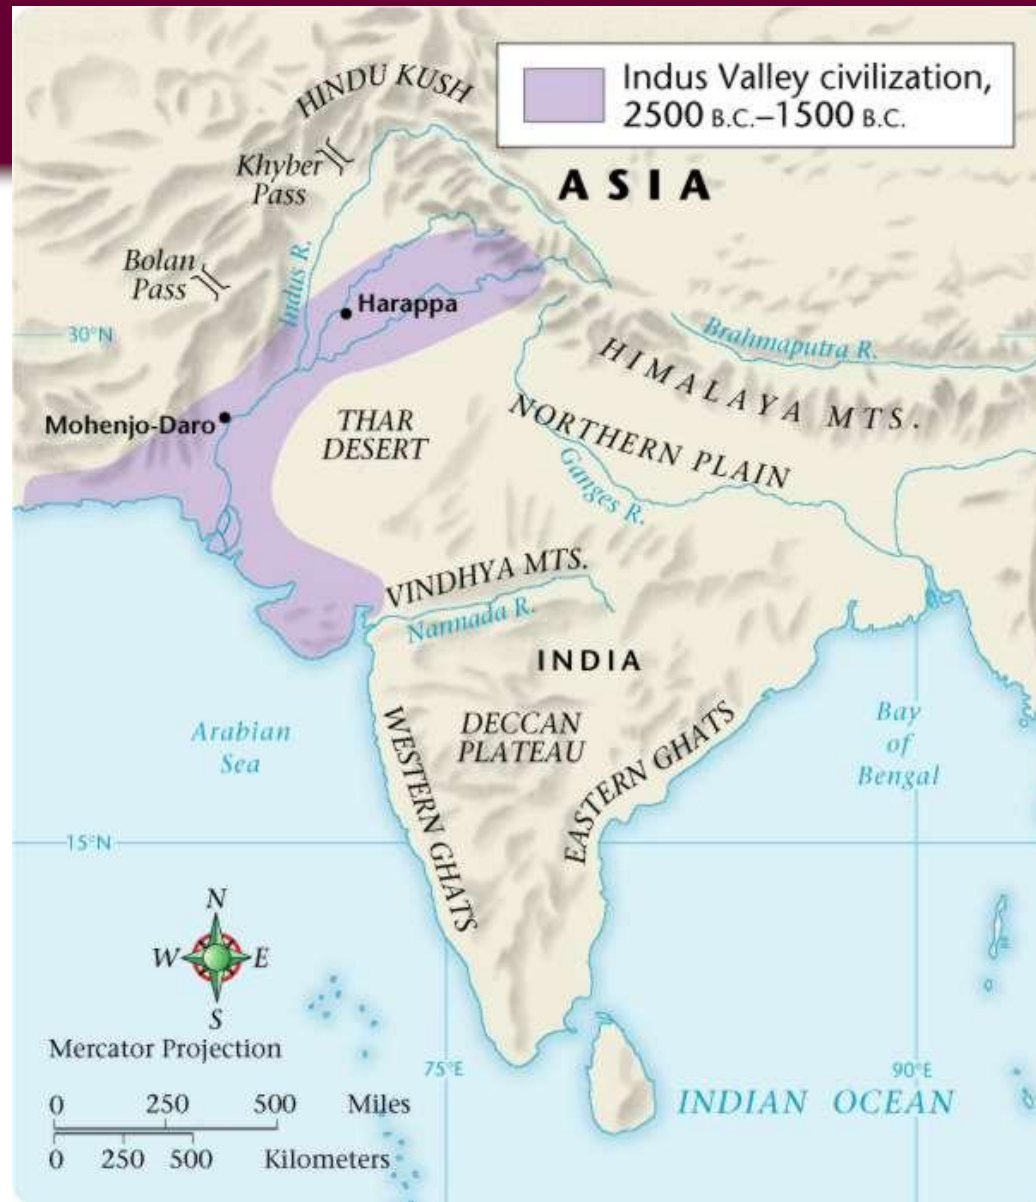 Indus Valley civilization,
2500 B.C.–1500 B.C.
HINDU KUSH
Khyber
Pass
ASIA
Bolan
Pass
Indus R.
Harappa
30°N
Brahmaputra R.
HIMALAYA MTS.
Mohenjo-Daro
THAR
DESERT
NORTHERN PLAIN
Ganges R.
VINDHYA MTS.
Nannada R.
INDIA
Arabian
Sea
WESTERN GHATS
DECCAN
PLATEAU
EASTERN GHATS
Bay
of
Bengal
15°N
N
W
E
S
Mercator Projection
75°E
90°E
0 250 500 Miles
0 250 500 Kilometers
INDIAN OCEAN